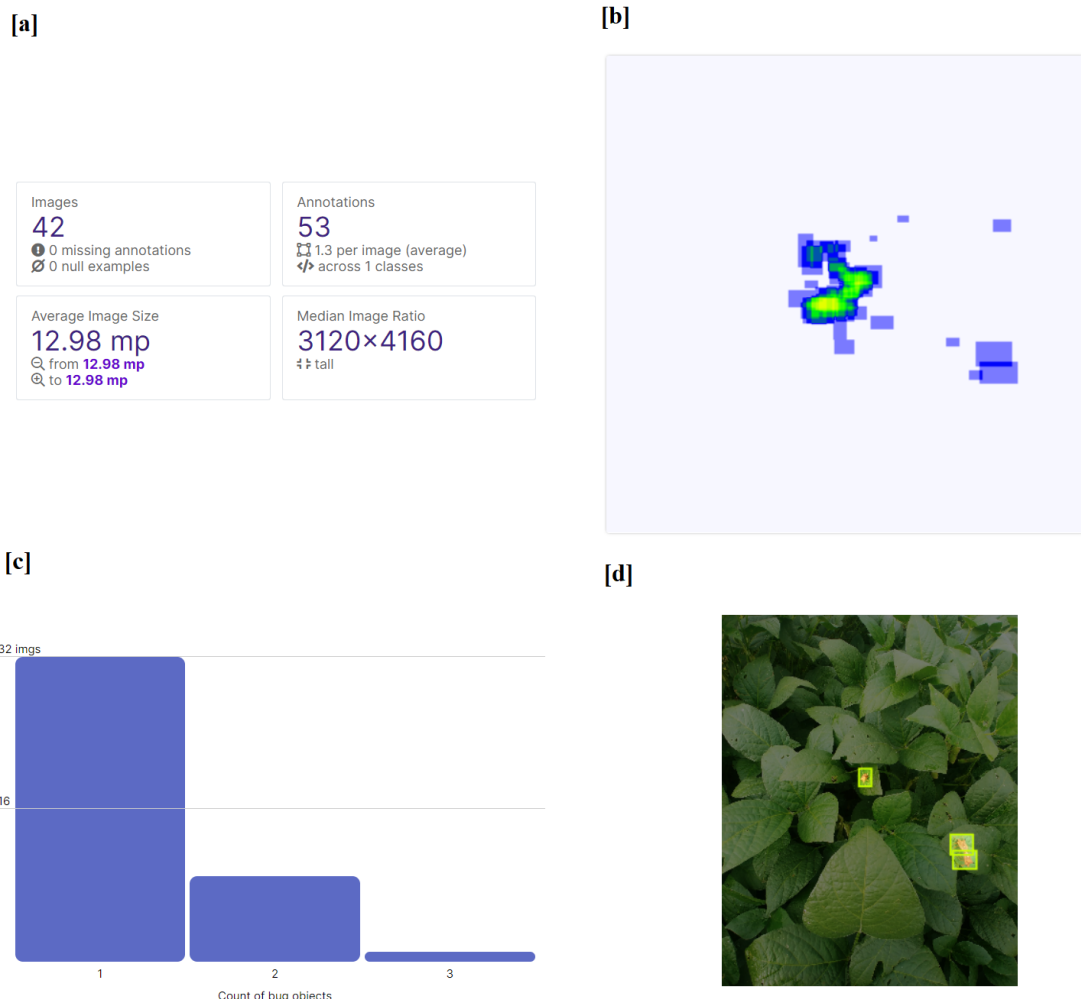 [a]
[b]
Images
42
0 missing annotations
0 null examples
Annotations
53
1.3 per image (average)
across 1 classes
Average Image Size
12.98 mp
from 12.98 mp
to 12.98 mp
Median Image Ratio
3120×4160
tall
[c]
[d]
32 imgs
16
1
2
3
Count of bug objects